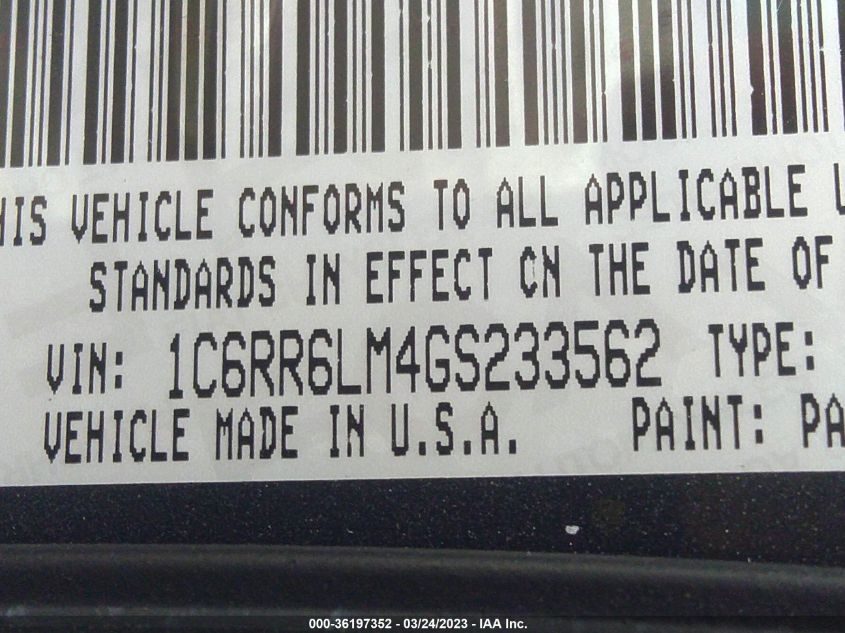 HIS VEHICLE CONFORMS TO ALL APPLICABLE U
STANDARDS IN EFFECT ON THE DATE OF
VIN: 1C6RR6LM4GS233562 TYPE:
VEHICLE MADE IN U.S.A. PAINT: PA
000-36197352 - 03/24/2023 - IAA Inc.